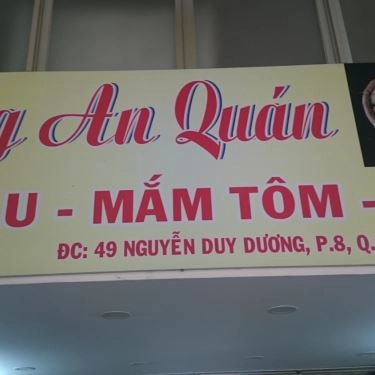 g An Quán
U - MẮM TÔM -
ĐC: 49 NGUYỄN DUY DƯƠNG, P.8, Q.